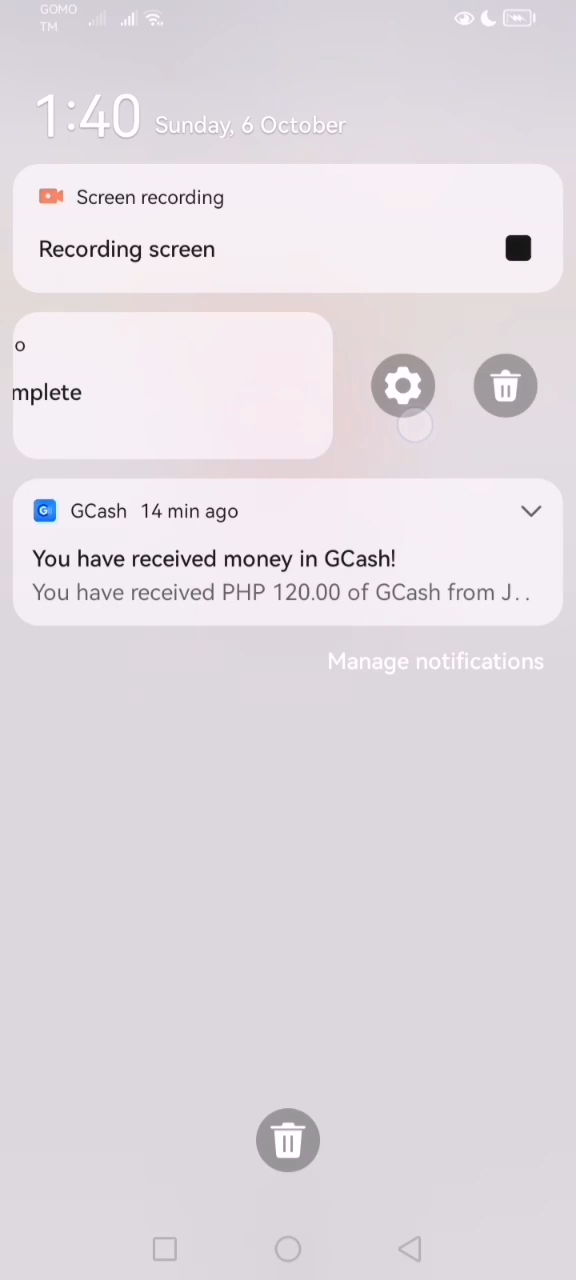 GOMO
TM
1:40 Sunday, 6 October
Screen recording
Recording screen
o
mplete
GCash 14 min ago
You have received money in GCash!
You have received PHP 120.00 of GCash from J..
Manage notifications